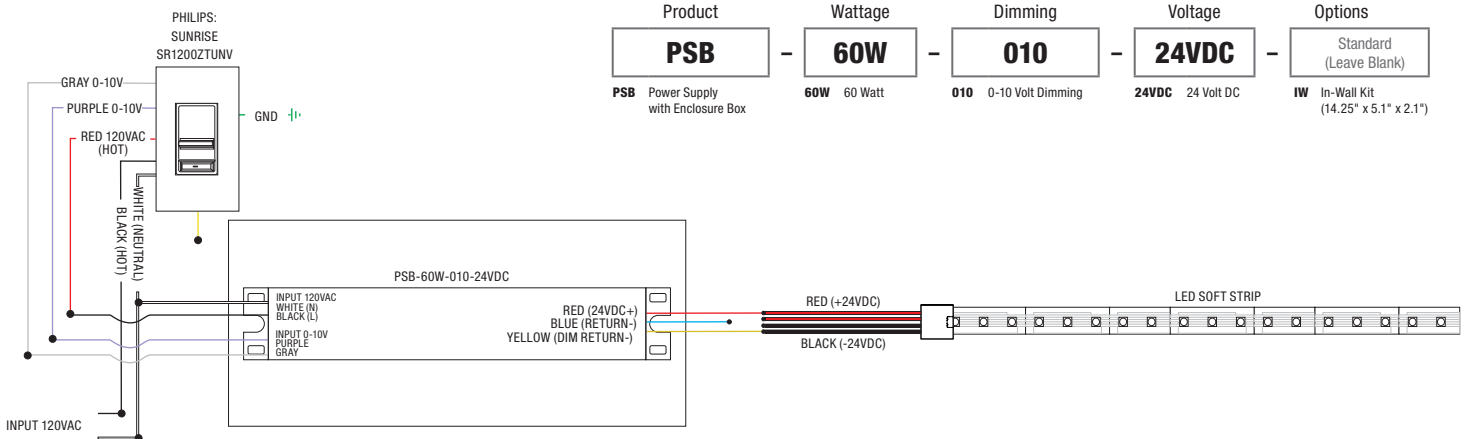 PHILIPS:
SUNRISE
SR1200ZTUNV
GRAY 0-10V
PURPLE 0-10V
RED 120VAC
(HOT)
GND
WHITE (NEUTRAL)
BLACK (HOT)
INPUT 120VAC
Product Wattage Dimming Voltage Options
PSB – 60W – 010 – 24VDC – Standard
(Leave Blank)
PSB Power Supply
with Enclosure Box
60W 60 Watt
010 0-10 Volt Dimming
24VDC 24 Volt DC
IW In-Wall Kit
(14.25" x 5.1" x 2.1")
PSB-60W-010-24VDC
INPUT 120VAC
WHITE (N)
BLACK (L)
INPUT 0-10V
PURPLE
GRAY
RED (24VDC+)
BLUE (RETURN-)
YELLOW (DIM RETURN-)
RED (+24VDC)
BLACK (-24VDC)
LED SOFT STRIP